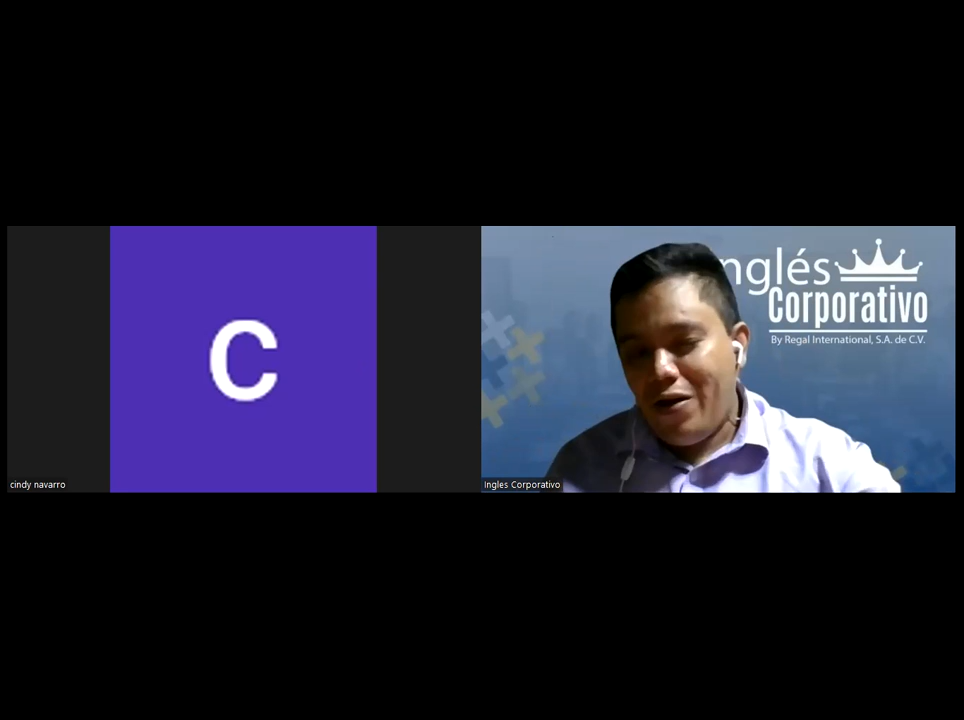 C
cindy navarro
nglés
Corporativo
By Regal International, S.A. de C.V.
Ingles Corporativo